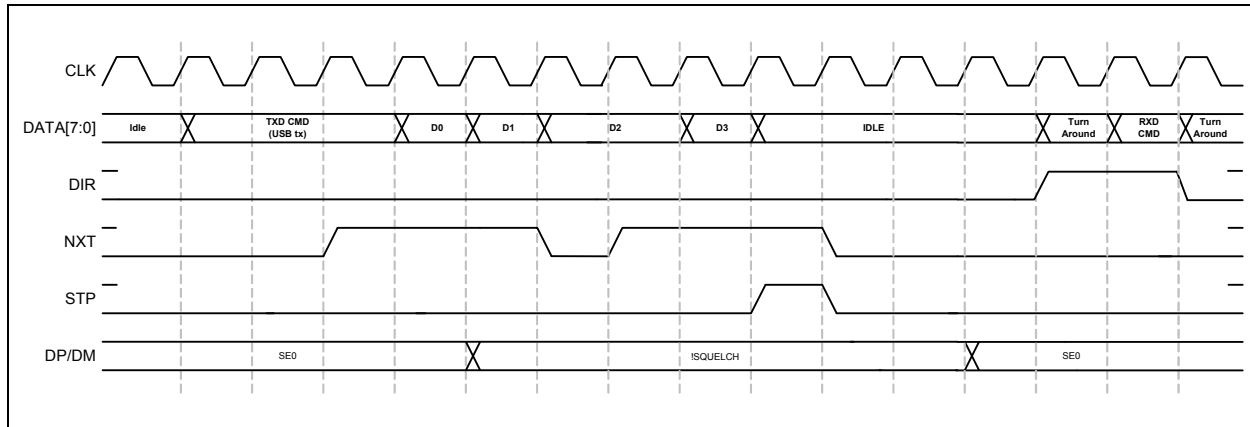 CLK
DATA[7:0]
Idle
TXD CMD
(USB tx)
D0
D1
D2
D3
IDLE
Turn
Around
RXD
CMD
Turn
Around
DIR
NXT
STP
DP/DM
SE0
!SQUELCH
SE0